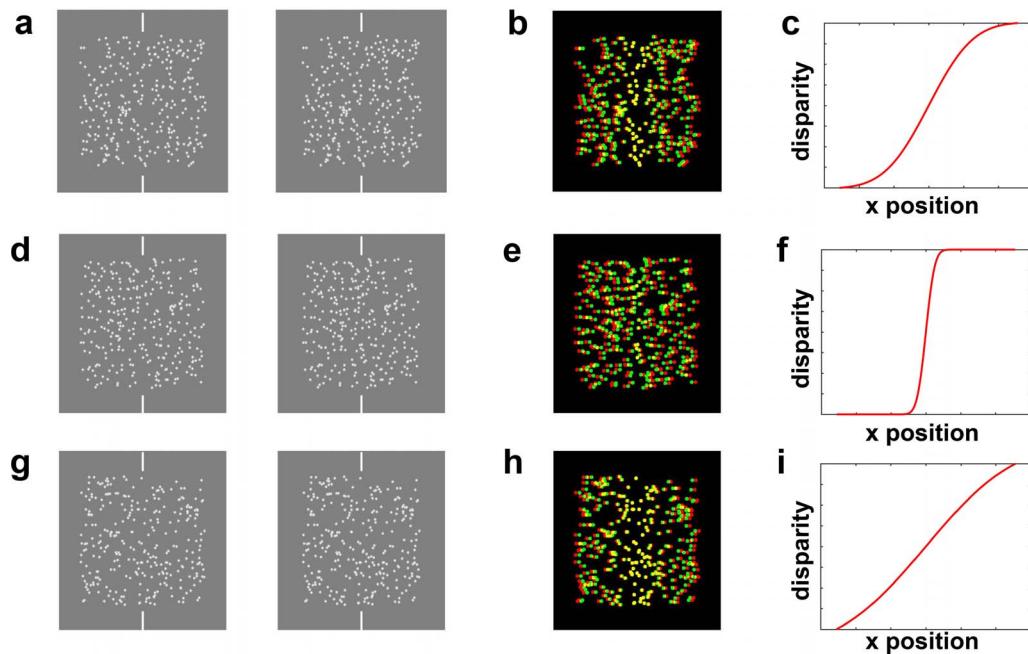 a
b
c
disparity
x position
d
e
f
disparity
x position
g
h
i
disparity
x position